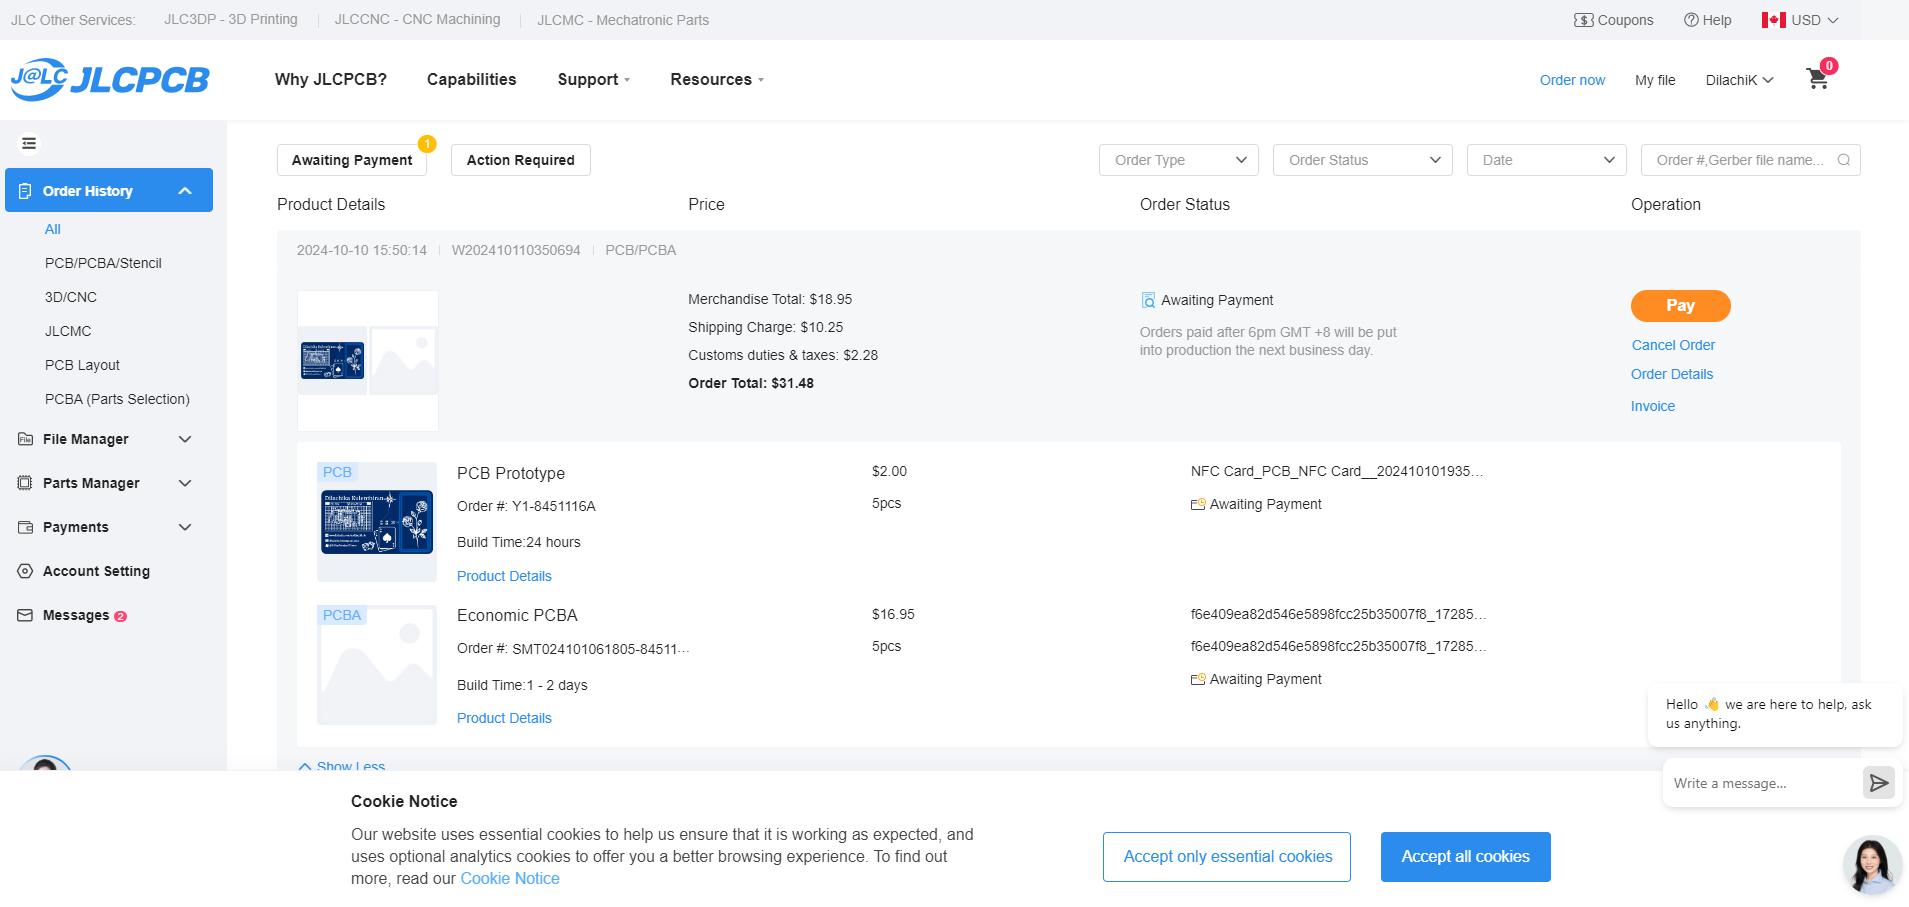 JLC Other Services: JLC3DP - 3D Printing JLCCNC - CNC Machining JLCMC - Mechatronic Parts Coupons Help USD
J@LC JLCPCB Why JLCPCB? Capabilities Support Resources Order now My file DilachiK 0
Order History
All
PCB/PCBA/Stencil
3D/CNC
JLCMC
PCB Layout
PCBA (Parts Selection)
File Manager
Parts Manager
Payments
Account Setting
Messages 2
Awaiting Payment 1 Action Required Order Type Order Status Date Order #,Gerber file name...
Product Details Price Order Status Operation
2024-10-10 15:50:14 W202410110350694 PCB/PCBA
Merchandise Total: $18.95
Shipping Charge: $10.25
Customs duties & taxes: $2.28
Order Total: $31.48
Awaiting Payment
Orders paid after 6pm GMT +8 will be put
into production the next business day.
Pay
Cancel Order
Order Details
Invoice
PCB
Dilachika Kulenthiran
PCB Prototype
Order #: Y1-8451116A
Build Time:24 hours
Product Details
$2.00
5pcs
NFC Card_PCB_NFC Card__202410101935...
Awaiting Payment
PCBA
Economic PCBA
Order #: SMT024101061805-84511...
Build Time:1 - 2 days
Product Details
$16.95
5pcs
f6e409ea82d546e5898fcc25b35007f8_17285...
f6e409ea82d546e5898fcc25b35007f8_17285...
Awaiting Payment
Show Less
Hello 👋 we are here to help, ask
us anything.
Write a message...
Cookie Notice
Our website uses essential cookies to help us ensure that it is working as expected, and
uses optional analytics cookies to offer you a better browsing experience. To find out
more, read our Cookie Notice
Accept only essential cookies
Accept all cookies